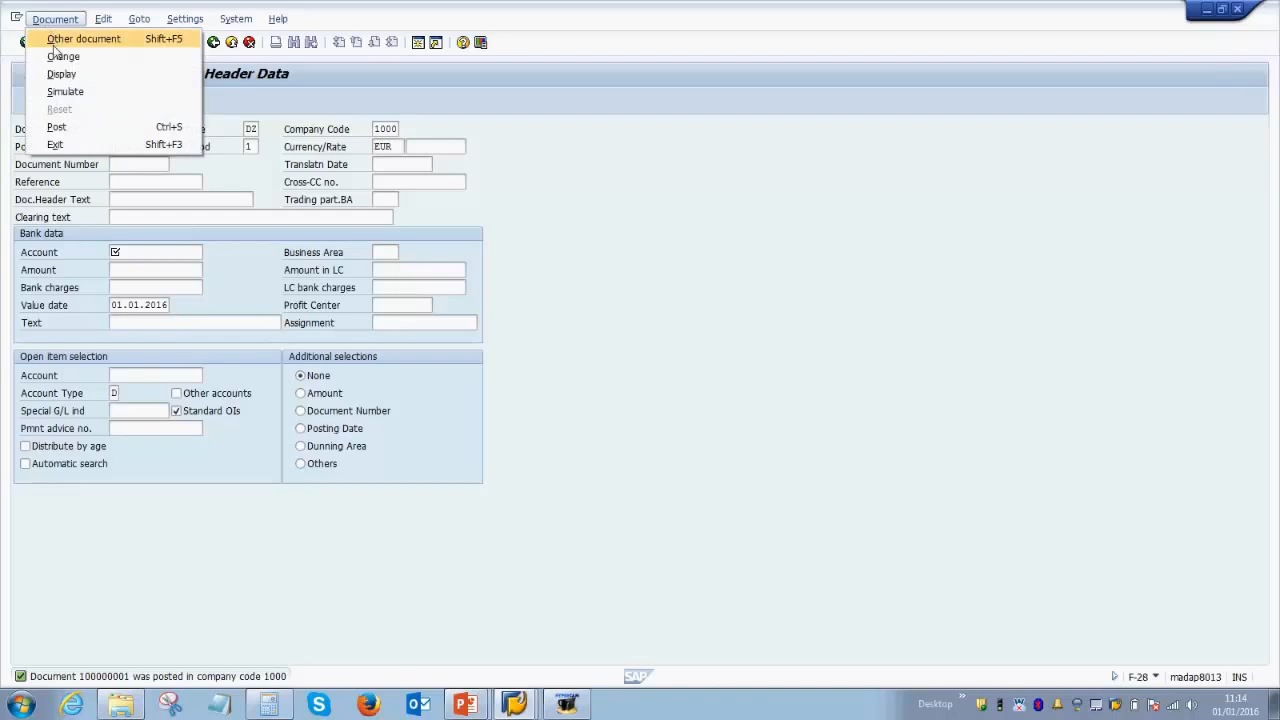 Document Edit Goto Settings System Help
Other document Shift+F5
Change
Display
Simulate
Reset
Post Ctrl+S
Exit Shift+F3
Header Data
DZ Company Code 1000
1 Currency/Rate EUR
Document Number Translatn Date
Reference Cross-CC no.
Doc.Header Text Trading part.BA
Clearing text
Bank data
Account Business Area
Amount Amount in LC
Bank charges LC bank charges
Value date 01.01.2016 Profit Center
Text Assignment
Open item selection Additional selections
Account None
Account Type D Other accounts Amount
Special G/L ind Standard OIs Document Number
Pmnt advice no. Posting Date
Distribute by age Dunning Area
Automatic search Others
Document 100000001 was posted in company code 1000 SAP F-28 madap8013 INS
Desktop 11:14
01/01/2016